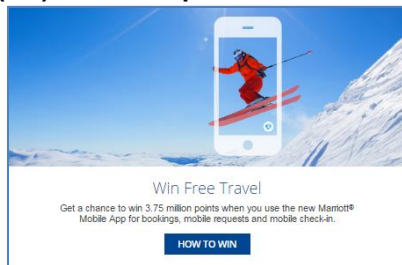 Win Free Travel
Get a chance to win 3.75 million points when you use the new Marriott®
Mobile App for bookings, mobile requests and mobile check-in.
HOW TO WIN